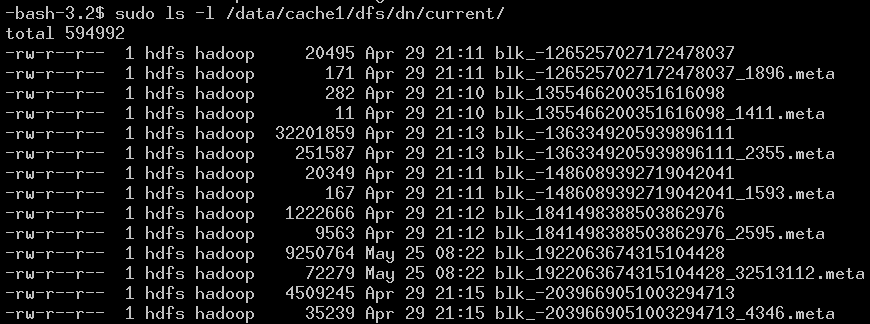 -bash-3.2$ sudo ls -l /data/cache1/dfs/dn/current/
total 594992
-rw-r--r-- 1 hdfs hadoop 20495 Apr 29 21:11 blk_-1265257027172478037
-rw-r--r-- 1 hdfs hadoop 171 Apr 29 21:11 blk_-1265257027172478037_1896.meta
-rw-r--r-- 1 hdfs hadoop 282 Apr 29 21:10 blk_1355466200351616098
-rw-r--r-- 1 hdfs hadoop 11 Apr 29 21:10 blk_1355466200351616098_1411.meta
-rw-r--r-- 1 hdfs hadoop 32201859 Apr 29 21:13 blk_-1363349205939896111
-rw-r--r-- 1 hdfs hadoop 251587 Apr 29 21:13 blk_-1363349205939896111_2355.meta
-rw-r--r-- 1 hdfs hadoop 20349 Apr 29 21:11 blk_-1486089392719042041
-rw-r--r-- 1 hdfs hadoop 167 Apr 29 21:11 blk_-1486089392719042041_1593.meta
-rw-r--r-- 1 hdfs hadoop 1222666 Apr 29 21:12 blk_1841498388503862976
-rw-r--r-- 1 hdfs hadoop 9563 Apr 29 21:12 blk_1841498388503862976_2595.meta
-rw-r--r-- 1 hdfs hadoop 9250764 May 25 08:22 blk_1922063674315104428
-rw-r--r-- 1 hdfs hadoop 72279 May 25 08:22 blk_1922063674315104428_32513112.meta
-rw-r--r-- 1 hdfs hadoop 4509245 Apr 29 21:15 blk_-2039669051003294713
-rw-r--r-- 1 hdfs hadoop 35239 Apr 29 21:15 blk_-2039669051003294713_4346.meta